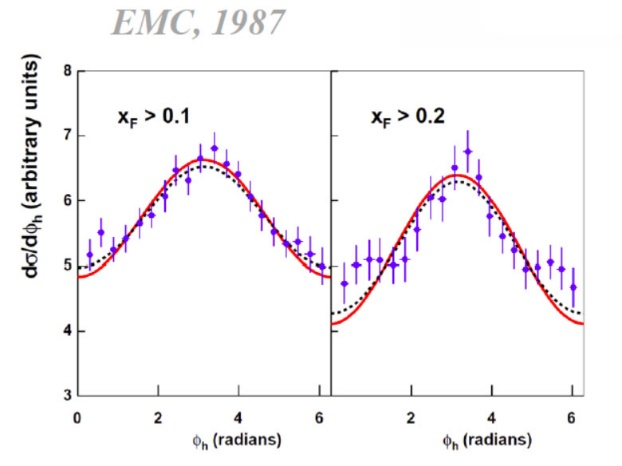 EMC, 1987
dσ/dϕh (arbitrary units)
8
7
6
5
4
3
xF > 0.1
xF > 0.2
0 2 4 6 2 4 6
ϕh (radians) ϕh (radians)